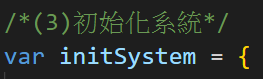 /*(3)初始化系統*/
var initSystem = {